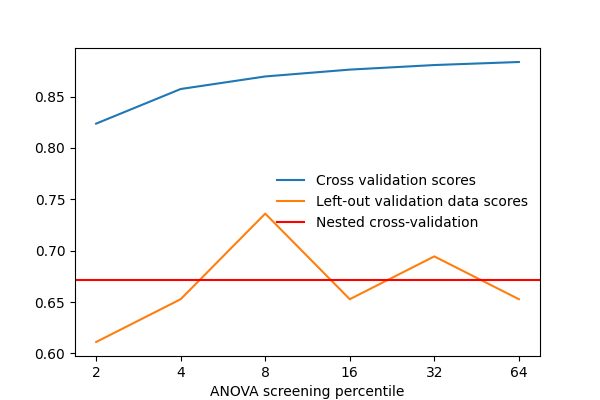 0.85
0.80
0.75
0.70
0.65
0.60
Cross validation scores
Left-out validation data scores
Nested cross-validation
2 4 8 16 32 64
ANOVA screening percentile